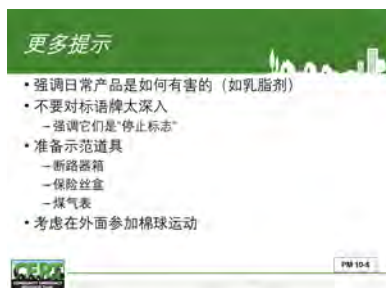 更多提示
• 强调日常产品是如何有害的（如乳脂剂）
• 不要对标语牌太深入
–强调它们是“停止标志”
• 准备示范道具
–断路器箱
–保险丝盒
–煤气表
• 考虑在外面参加棉球运动
PM 10-6